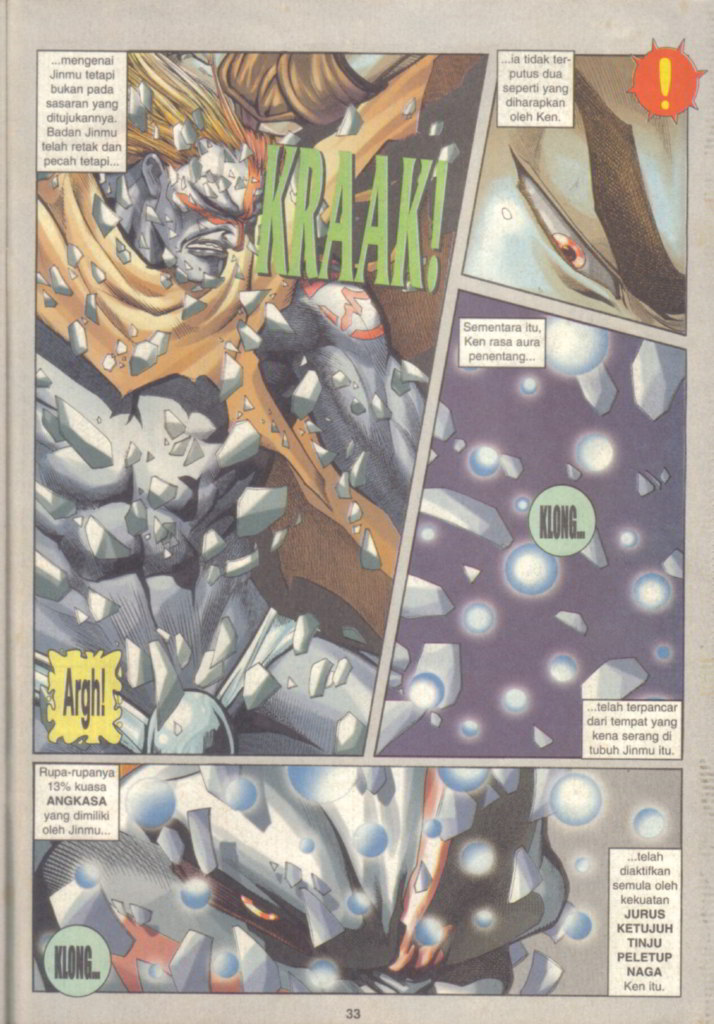 ...mengenai
Jinmu tetapi
bukan pada
sasaran yang
ditujukannya.
Badan Jinmu
telah retak dan
pecah tetapi...
KRAAK!
Argh!
...ia tidak ter-
putus dua
seperti yang
diharapkan
oleh Ken.
!
Sementara itu,
Ken rasa aura
penentang...
KLONG...
...telah terpancar
dari tempat yang
kena serang di
tubuh Jinmu itu.
Rupa-rupanya
13% kuasa
ANGKASA
yang dimiliki
oleh Jinmu...
KLONG...
...telah
diaktifkan
semula oleh
kekuatan
JURUS
KETUJUH
TINJU
PELETUP
NAGA
Ken itu.
33